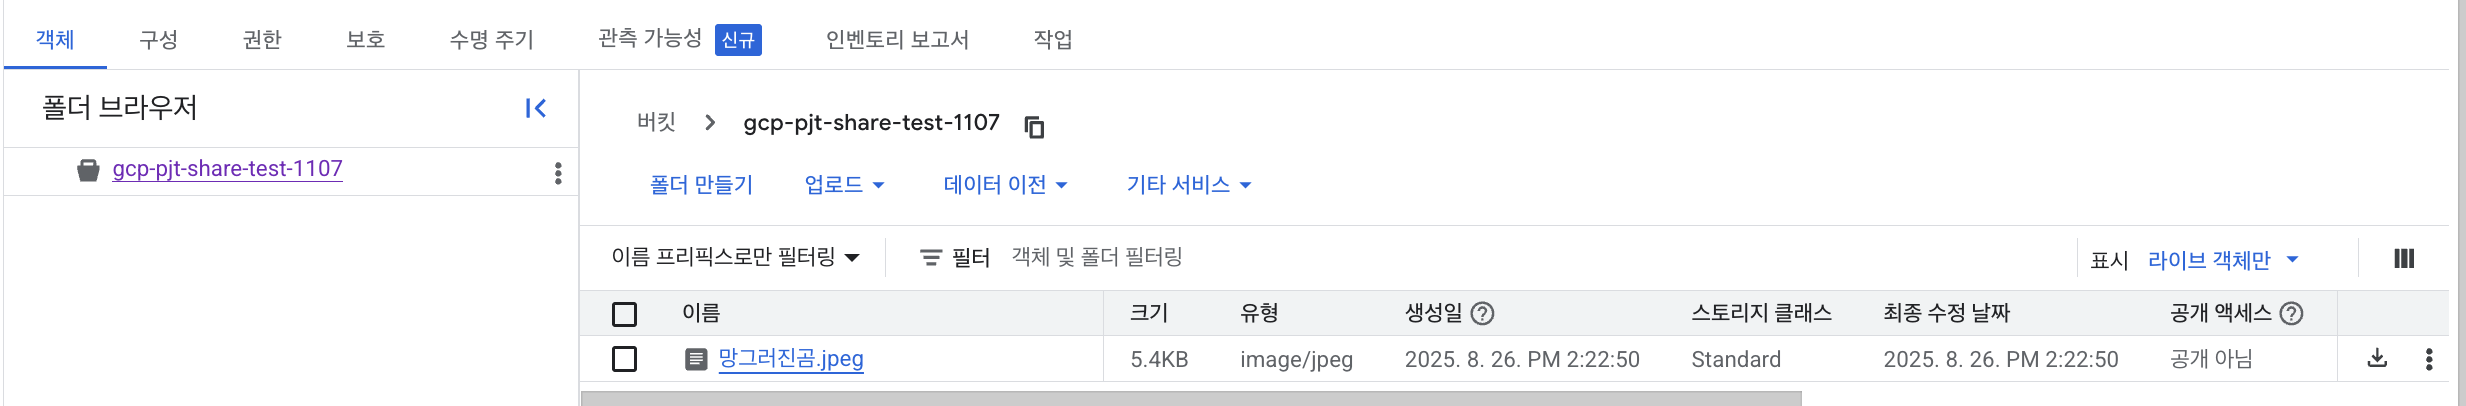 객체 구성 권한 보호 수명 주기 관측 가능성 신규 인벤토리 보고서 작업
폴더 브라우저
gcp-pjt-share-test-1107
버킷 gcp-pjt-share-test-1107
폴더 만들기 업로드 데이터 이전 기타 서비스
이름 프리픽스로만 필터링 필터 객체 및 폴더 필터링 표시 라이브 객체만
이름 크기 유형 생성일 ? 스토리지 클래스 최종 수정 날짜 공개 액세스 ?
망그러진곰.jpeg 5.4KB image/jpeg 2025. 8. 26. PM 2:22:50 Standard 2025. 8. 26. PM 2:22:50 공개 아님